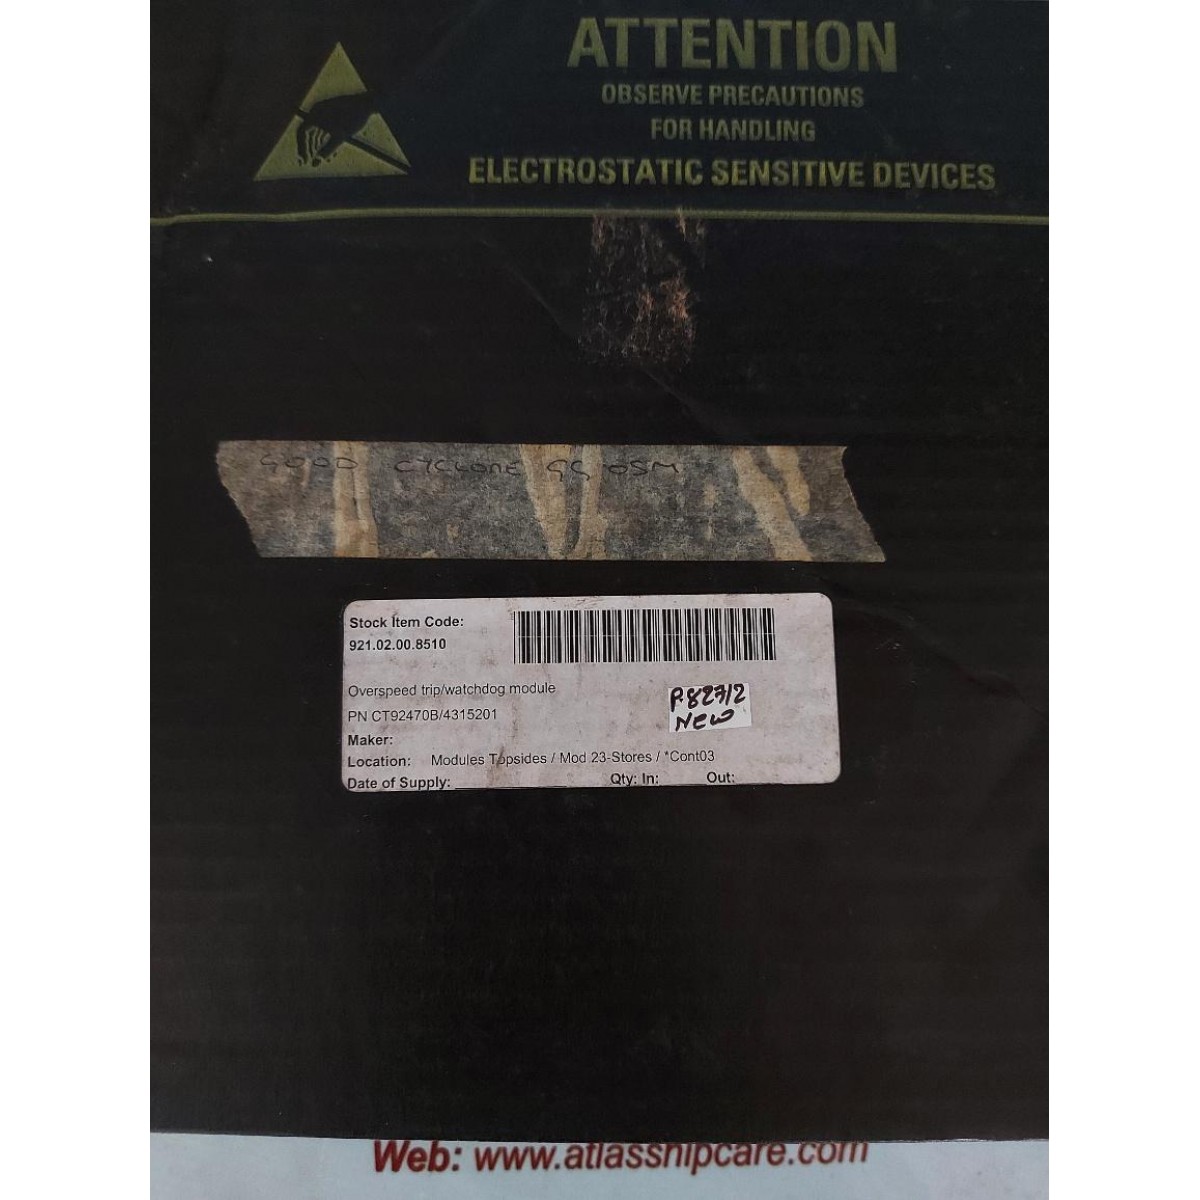 ATTENTION
OBSERVE PRECAUTIONS
FOR HANDLING
ELECTROSTATIC SENSITIVE DEVICES
GOOD CYCLONE GG OSM
Stock Item Code:
921.02.00.8510
Overspeed trip/watchdog module
PN CT92470B/4315201
P.82712
NEW
Maker:
Location: Modules Topsides / Mod 23-Stores / *Cont03
Date of Supply: Qty: In: Out:
Web: www.atlasshipcare.com